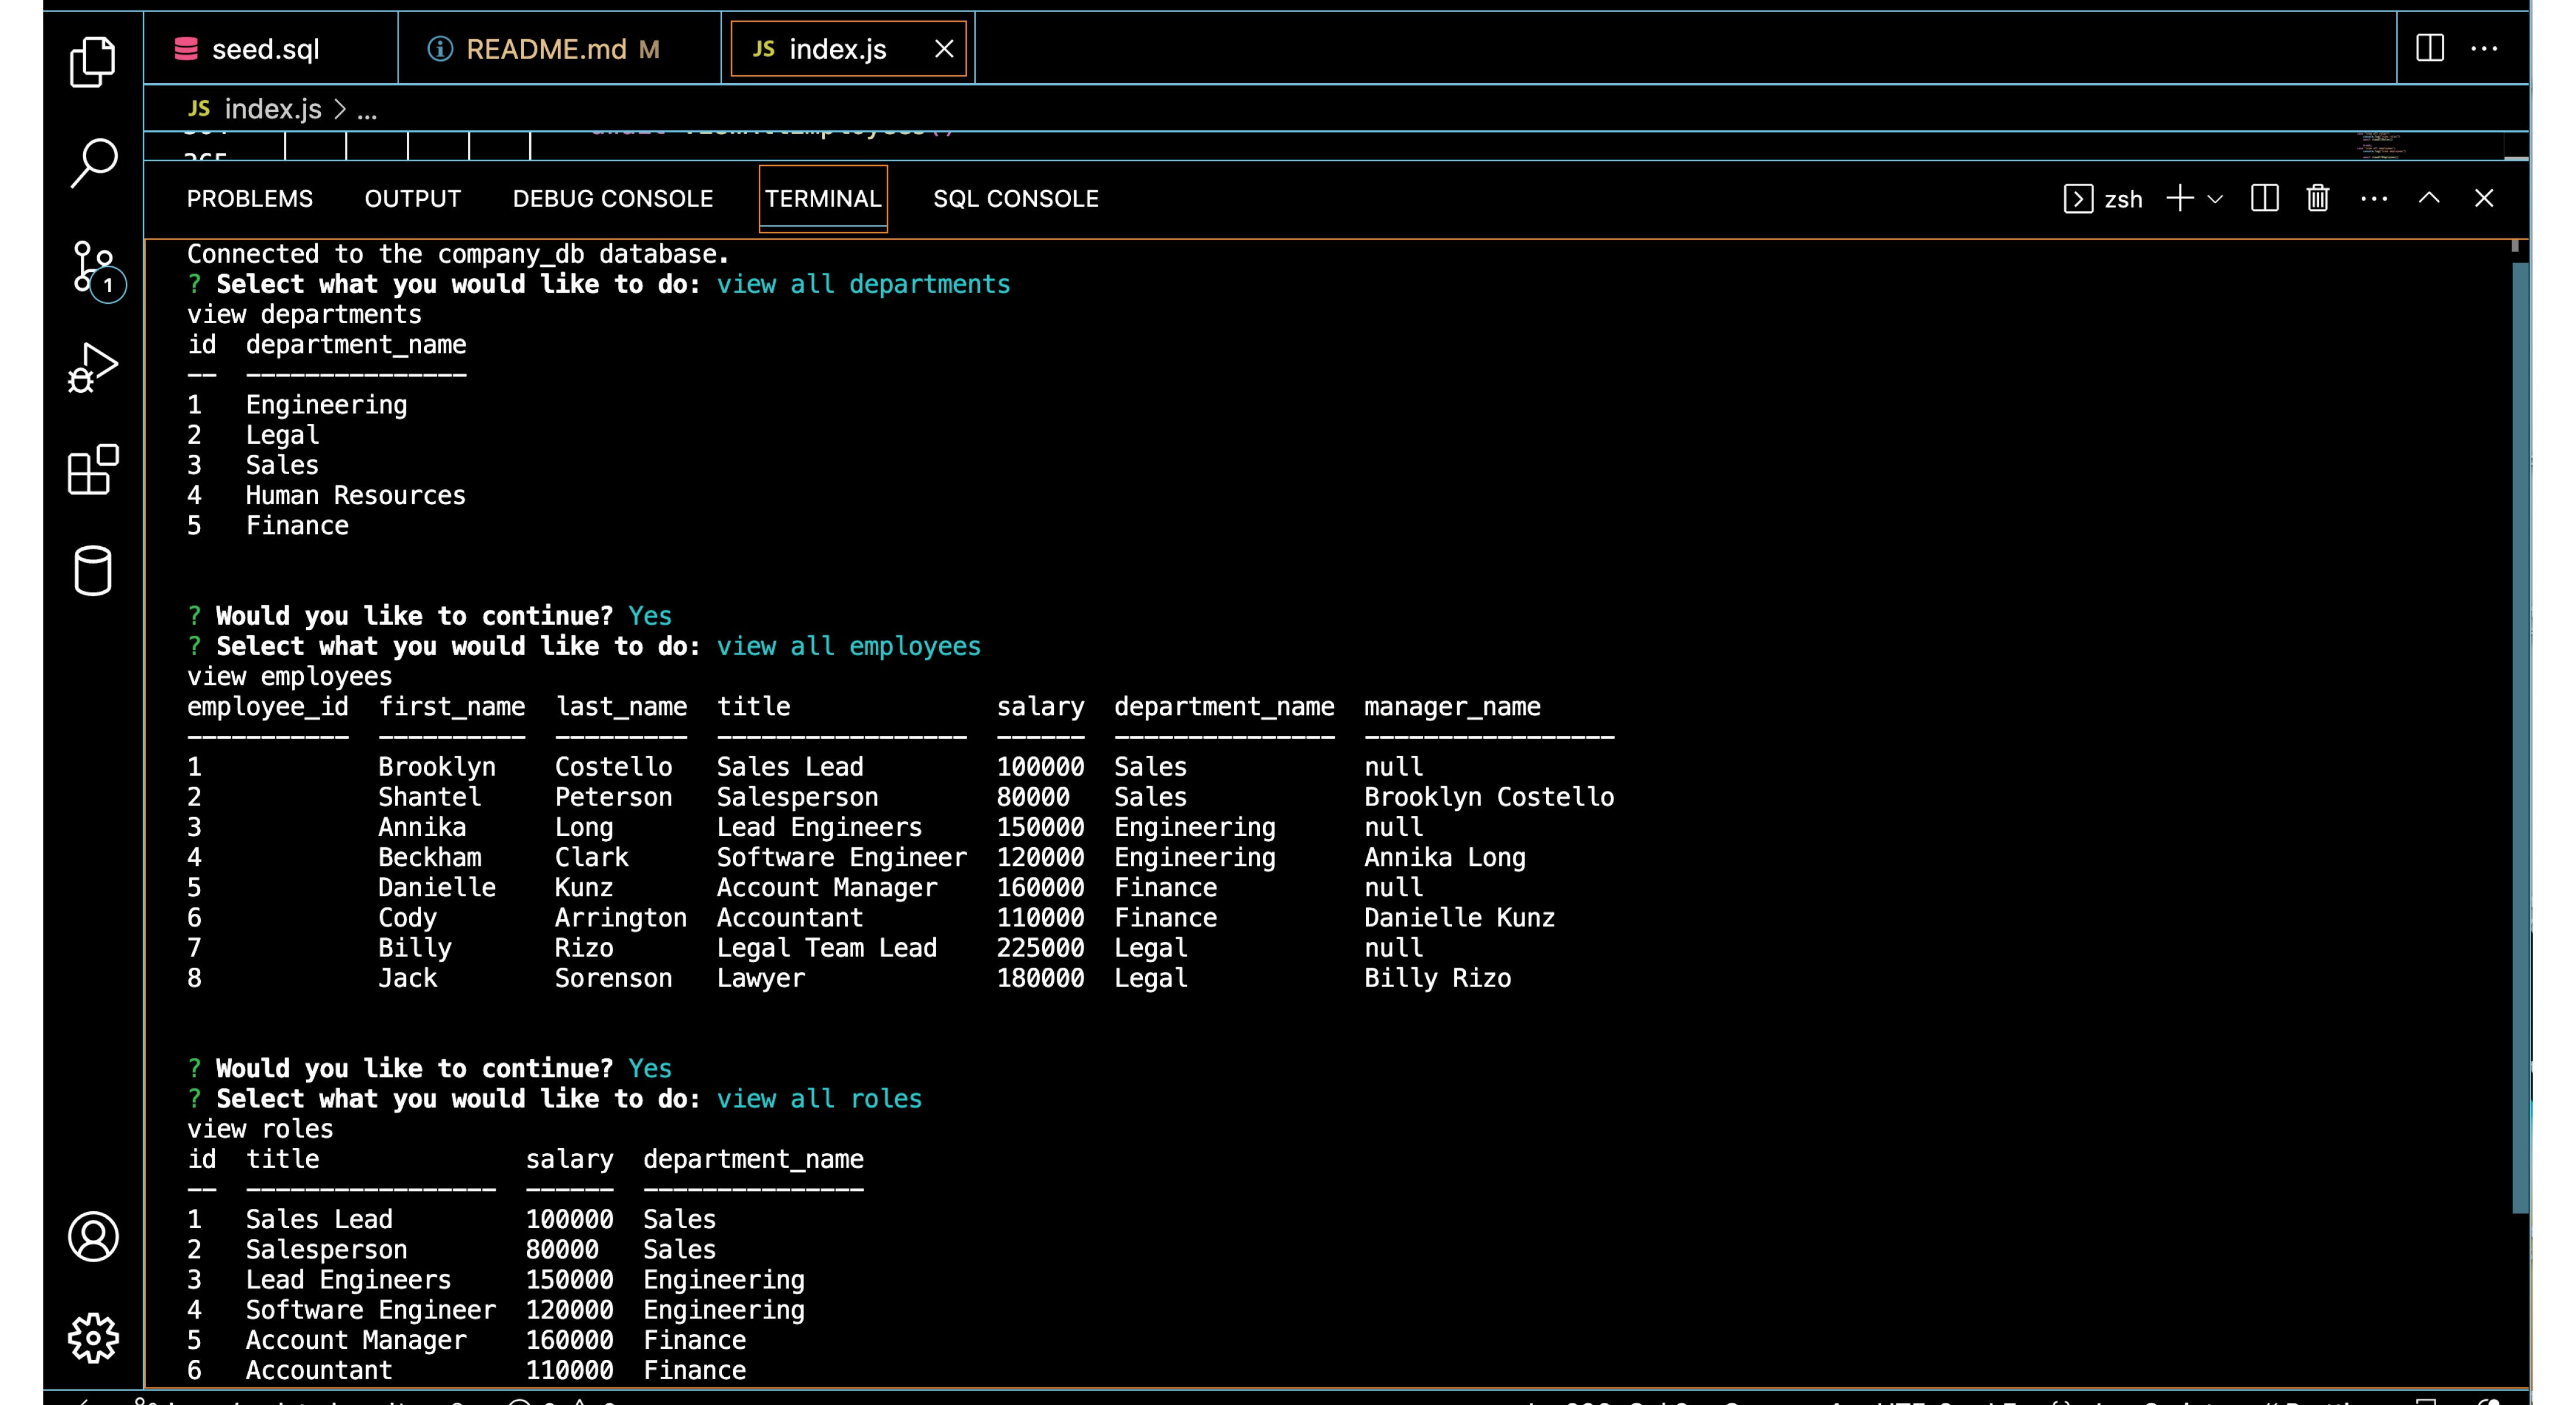 seed.sql README.md M JS index.js
JS index.js > ...
PROBLEMS OUTPUT DEBUG CONSOLE TERMINAL SQL CONSOLE zsh
1
Connected to the company_db database.
? Select what you would like to do: view all departments
view departments
id department_name
-- ---------------
1 Engineering
2 Legal
3 Sales
4 Human Resources
5 Finance
? Would you like to continue? Yes
? Select what you would like to do: view all employees
view employees
employee_id first_name last_name title salary department_name manager_name
----------- ---------- --------- ----------------- ------ --------------- -----------------
1 Brooklyn Costello Sales Lead 100000 Sales null
2 Shantel Peterson Salesperson 80000 Sales Brooklyn Costello
3 Annika Long Lead Engineers 150000 Engineering null
4 Beckham Clark Software Engineer 120000 Engineering Annika Long
5 Danielle Kunz Account Manager 160000 Finance null
6 Cody Arrington Accountant 110000 Finance Danielle Kunz
7 Billy Rizo Legal Team Lead 225000 Legal null
8 Jack Sorenson Lawyer 180000 Legal Billy Rizo
? Would you like to continue? Yes
? Select what you would like to do: view all roles
view roles
id title salary department_name
-- ----------------- ------ ---------------
1 Sales Lead 100000 Sales
2 Salesperson 80000 Sales
3 Lead Engineers 150000 Engineering
4 Software Engineer 120000 Engineering
5 Account Manager 160000 Finance
6 Accountant 110000 Finance